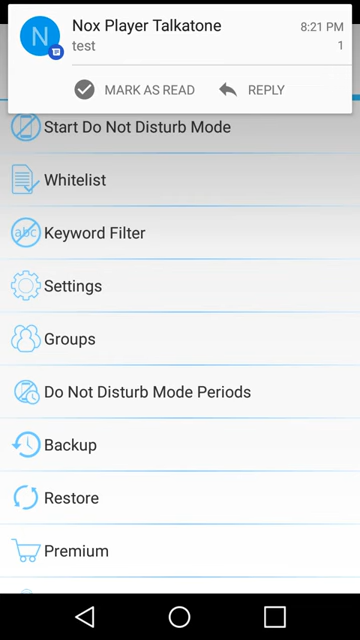 N
Nox Player Talkatone
8:21 PM
test
1
MARK AS READ
REPLY
Start Do Not Disturb Mode
Whitelist
abc
Keyword Filter
Settings
Groups
Do Not Disturb Mode Periods
Backup
Restore
Premium